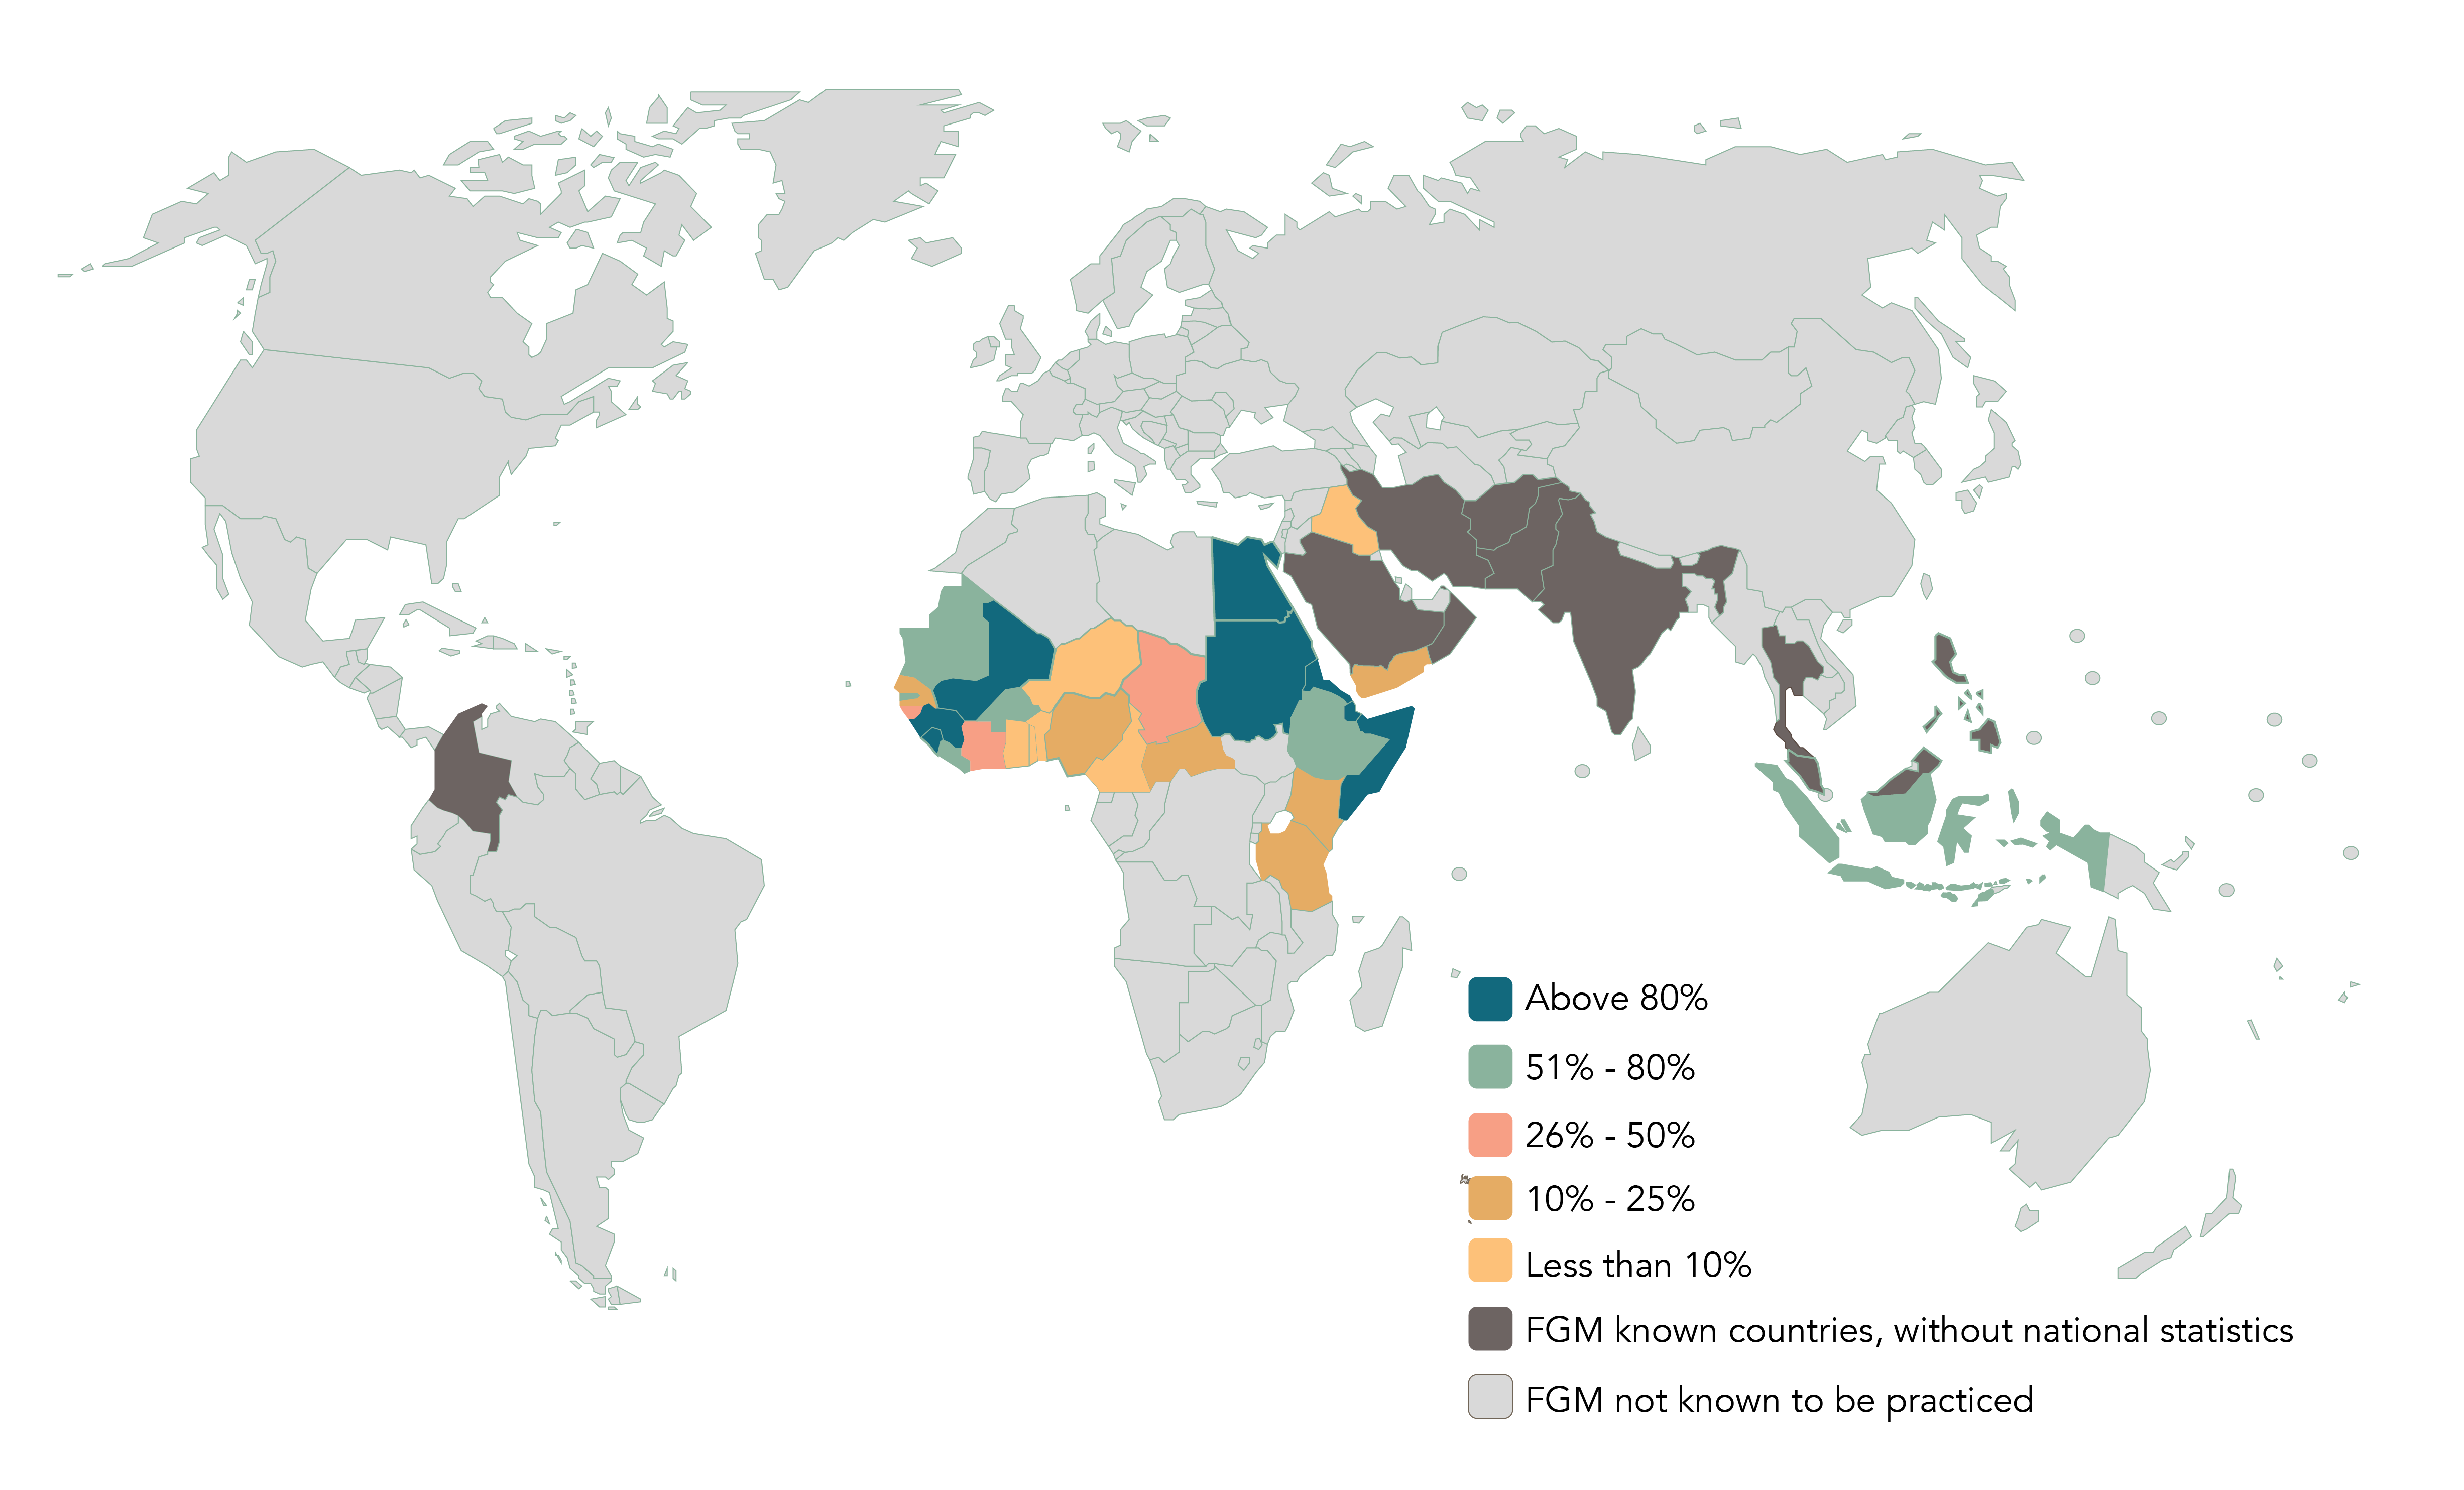 Above 80%
51% - 80%
26% - 50%
10% - 25%
Less than 10%
FGM known countries, without national statistics
FGM not known to be practiced